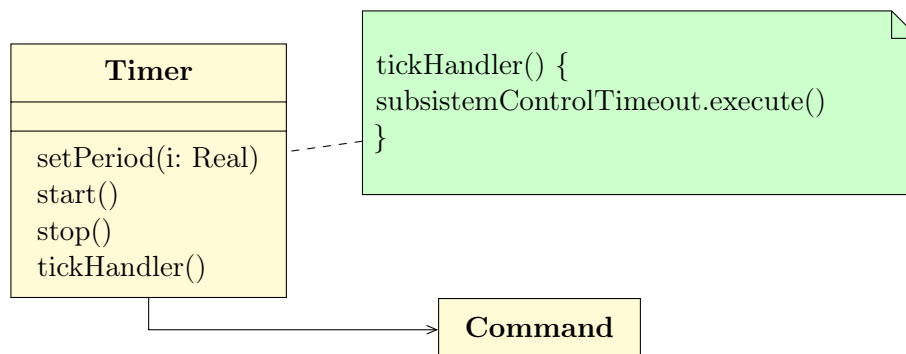 Timer
setPeriod(i: Real)
start()
stop()
tickHandler()
tickHandler() {
subsistemControlTimeout.execute()
}
Command